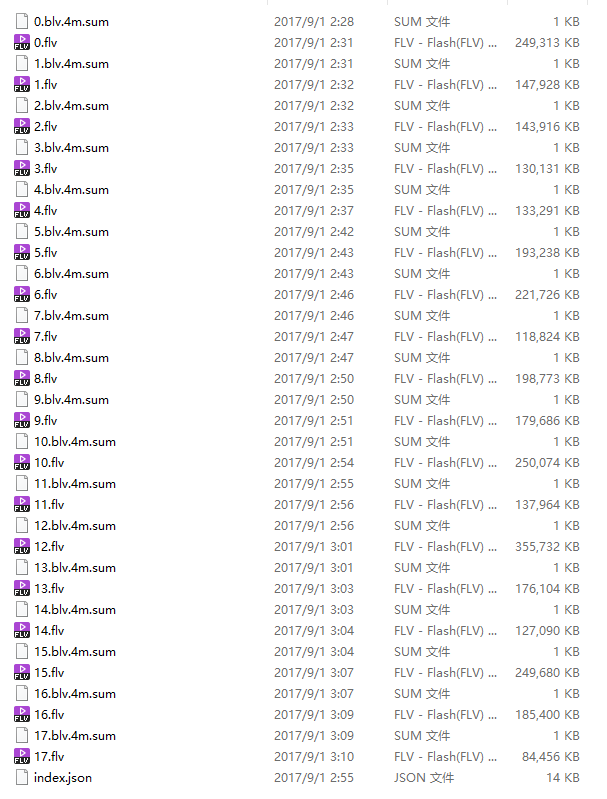 0.blv.4m.sum 2017/9/1 2:28 SUM 文件 1 KB
0.flv 2017/9/1 2:31 FLV - Flash(FLV) ... 249,313 KB
1.blv.4m.sum 2017/9/1 2:31 SUM 文件 1 KB
1.flv 2017/9/1 2:32 FLV - Flash(FLV) ... 147,928 KB
2.blv.4m.sum 2017/9/1 2:32 SUM 文件 1 KB
2.flv 2017/9/1 2:33 FLV - Flash(FLV) ... 143,916 KB
3.blv.4m.sum 2017/9/1 2:33 SUM 文件 1 KB
3.flv 2017/9/1 2:35 FLV - Flash(FLV) ... 130,131 KB
4.blv.4m.sum 2017/9/1 2:35 SUM 文件 1 KB
4.flv 2017/9/1 2:37 FLV - Flash(FLV) ... 133,291 KB
5.blv.4m.sum 2017/9/1 2:42 SUM 文件 1 KB
5.flv 2017/9/1 2:43 FLV - Flash(FLV) ... 193,238 KB
6.blv.4m.sum 2017/9/1 2:43 SUM 文件 1 KB
6.flv 2017/9/1 2:46 FLV - Flash(FLV) ... 221,726 KB
7.blv.4m.sum 2017/9/1 2:46 SUM 文件 1 KB
7.flv 2017/9/1 2:47 FLV - Flash(FLV) ... 118,824 KB
8.blv.4m.sum 2017/9/1 2:47 SUM 文件 1 KB
8.flv 2017/9/1 2:50 FLV - Flash(FLV) ... 198,773 KB
9.blv.4m.sum 2017/9/1 2:50 SUM 文件 1 KB
9.flv 2017/9/1 2:51 FLV - Flash(FLV) ... 179,686 KB
10.blv.4m.sum 2017/9/1 2:51 SUM 文件 1 KB
10.flv 2017/9/1 2:54 FLV - Flash(FLV) ... 250,074 KB
11.blv.4m.sum 2017/9/1 2:55 SUM 文件 1 KB
11.flv 2017/9/1 2:56 FLV - Flash(FLV) ... 137,964 KB
12.blv.4m.sum 2017/9/1 2:56 SUM 文件 1 KB
12.flv 2017/9/1 3:01 FLV - Flash(FLV) ... 355,732 KB
13.blv.4m.sum 2017/9/1 3:01 SUM 文件 1 KB
13.flv 2017/9/1 3:03 FLV - Flash(FLV) ... 176,104 KB
14.blv.4m.sum 2017/9/1 3:03 SUM 文件 1 KB
14.flv 2017/9/1 3:04 FLV - Flash(FLV) ... 127,090 KB
15.blv.4m.sum 2017/9/1 3:04 SUM 文件 1 KB
15.flv 2017/9/1 3:07 FLV - Flash(FLV) ... 249,680 KB
16.blv.4m.sum 2017/9/1 3:07 SUM 文件 1 KB
16.flv 2017/9/1 3:09 FLV - Flash(FLV) ... 185,400 KB
17.blv.4m.sum 2017/9/1 3:09 SUM 文件 1 KB
17.flv 2017/9/1 3:10 FLV - Flash(FLV) ... 84,456 KB
index.json 2017/9/1 2:55 JSON 文件 14 KB